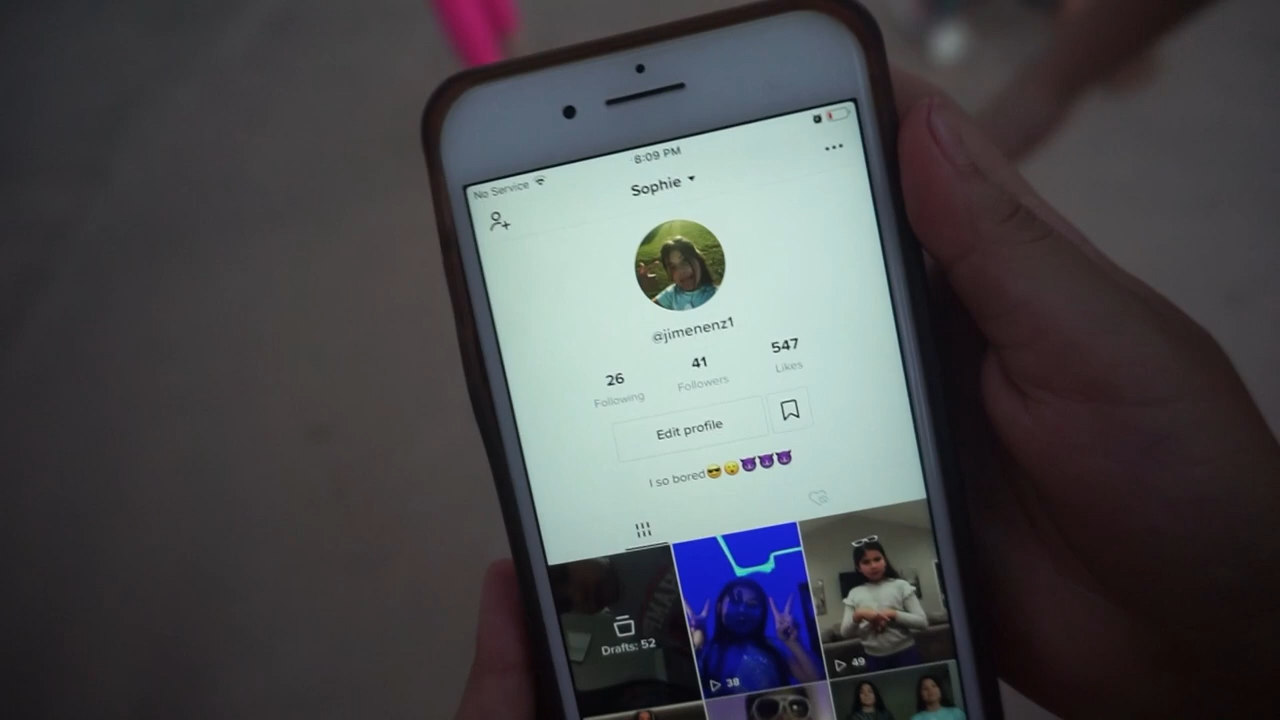 No Service
8:09 PM
Sophie
@jimenenz1
26 Following
41 Followers
547 Likes
Edit profile
I so bored😎😮😈😈😈
Drafts: 52
38
49